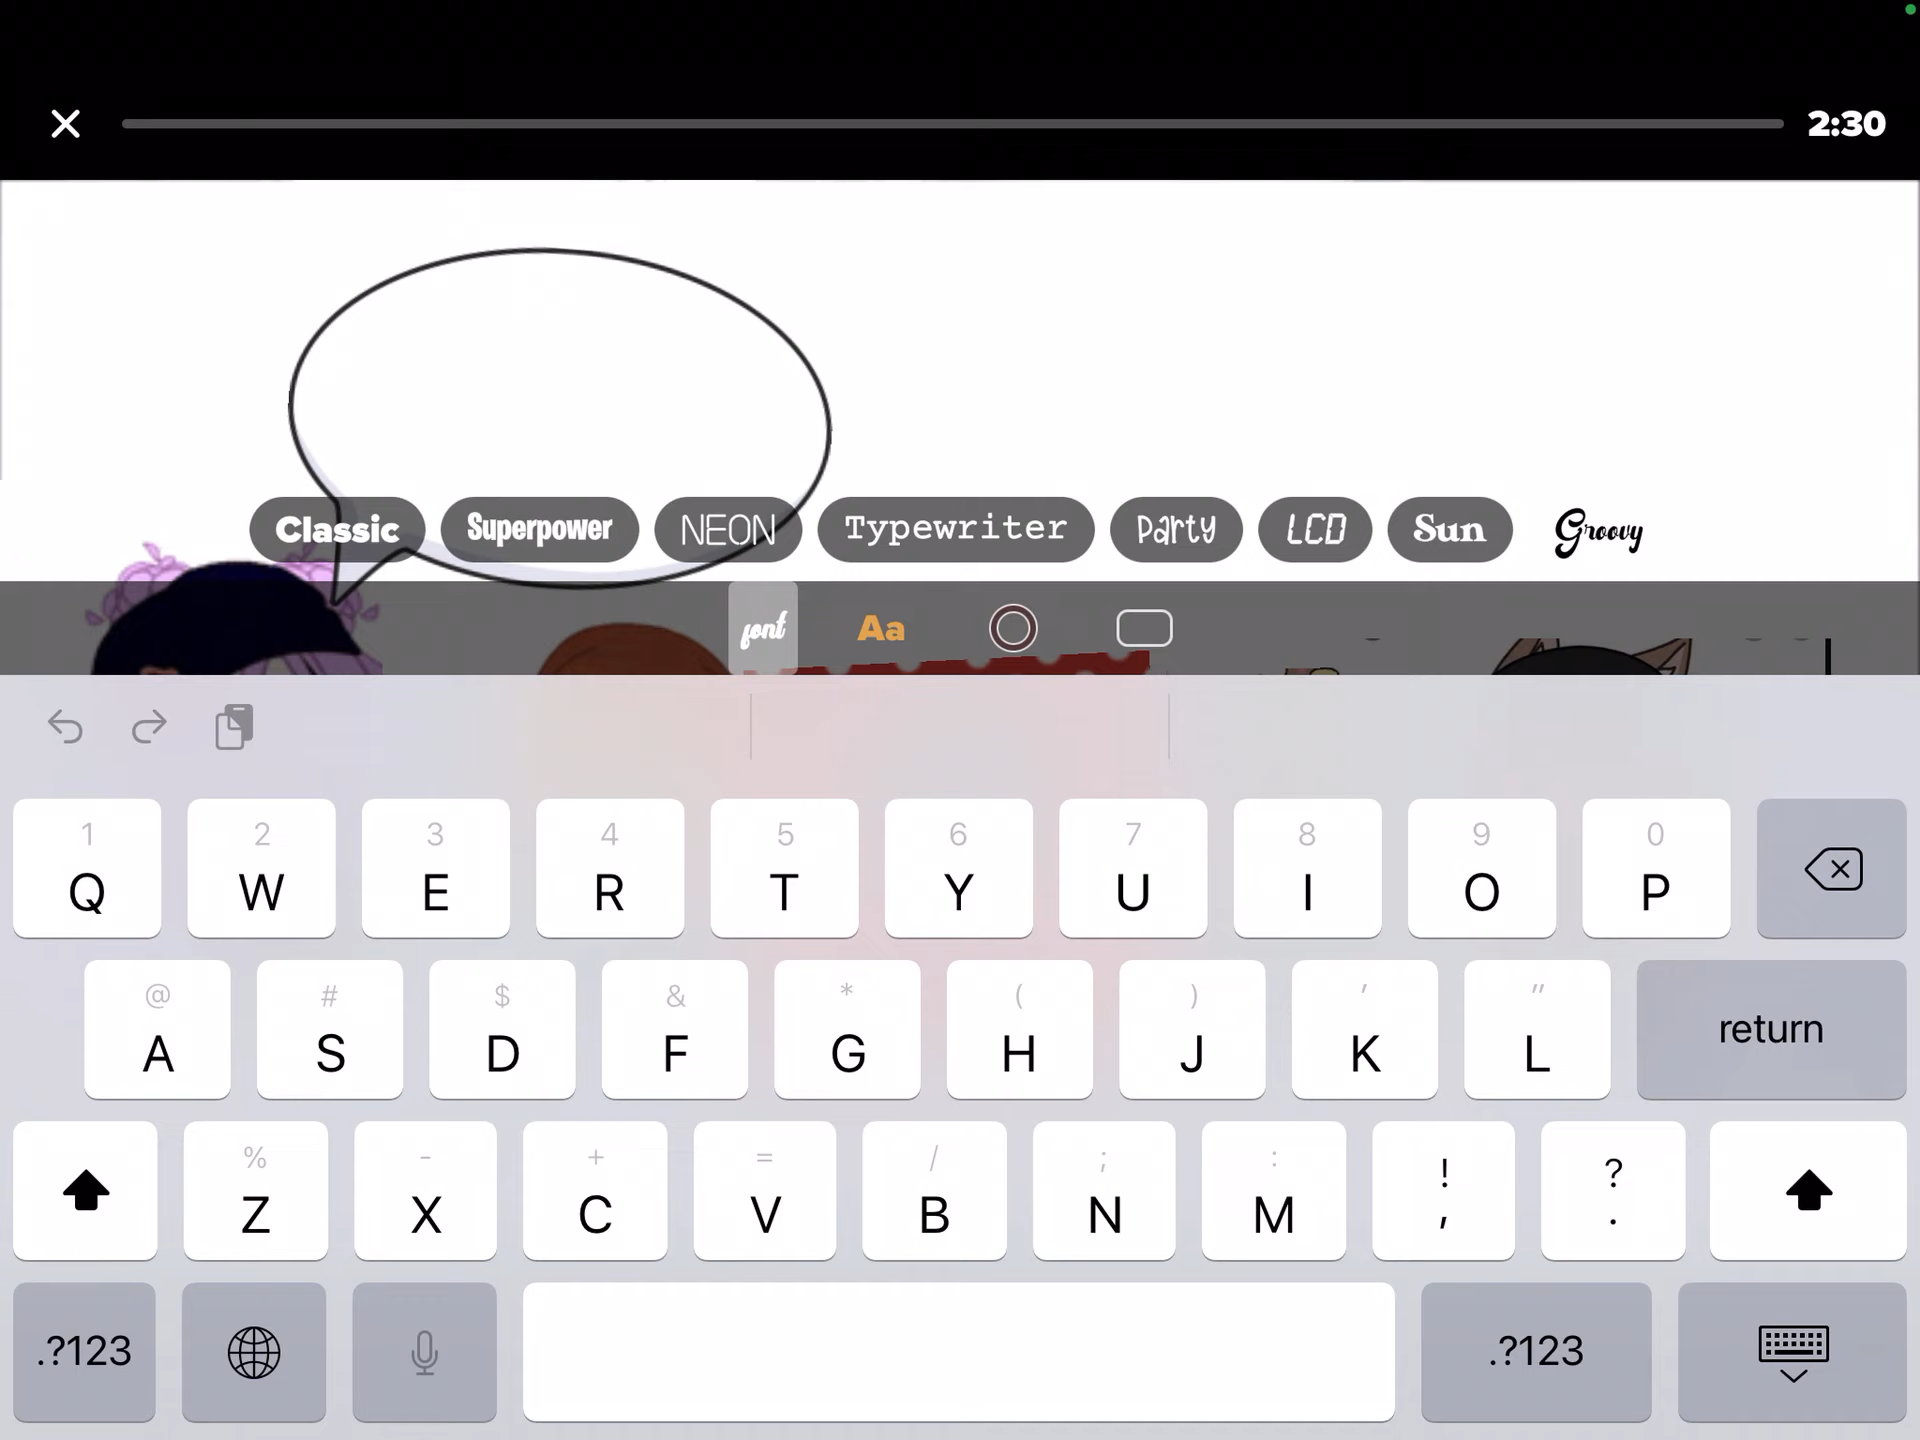 2:30
Classic Superpower NEON Typewriter Party LCD Sun Groovy
font Aa
1 2 3 4 5 6 7 8 9 0
Q W E R T Y U I O P
@ # $ & * ( ) ' "
A S D F G H J K L return
% - + = / ; : ! ?
Z X C V B N M , .
.?123 .?123